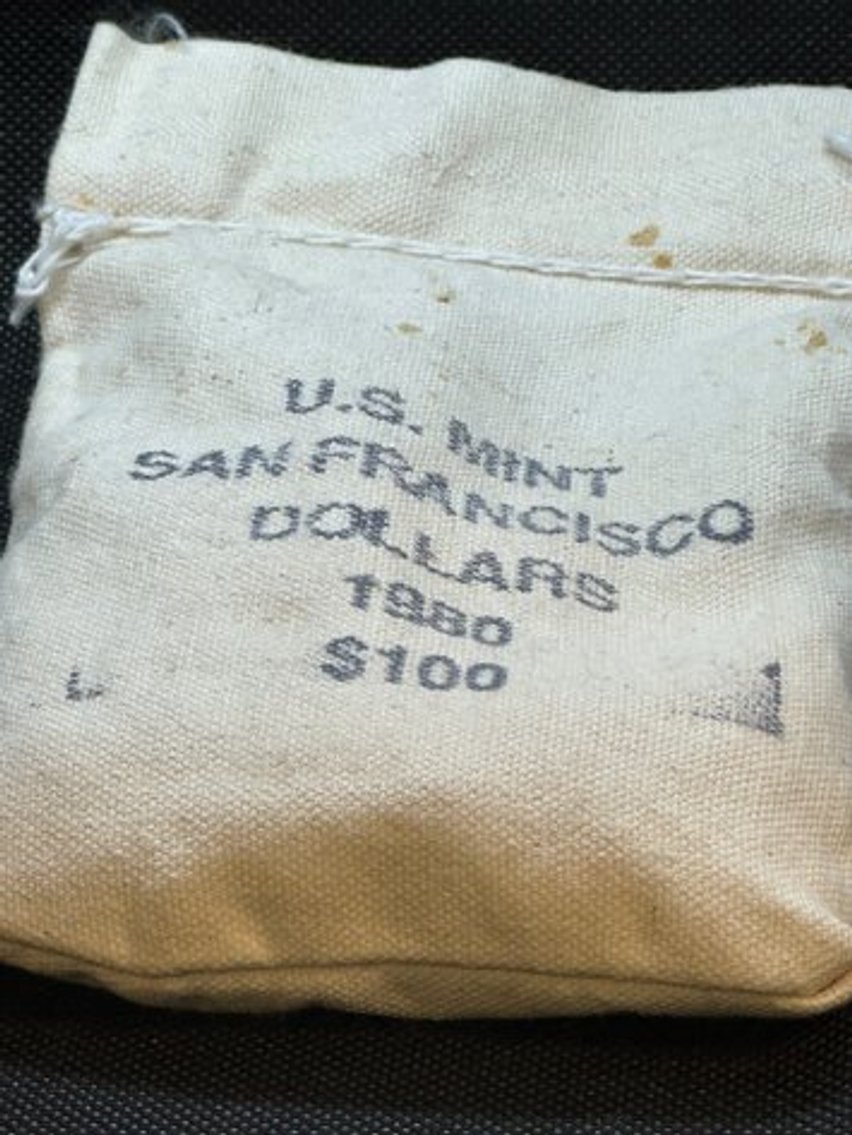 U.S. MINT
SAN FRANCISCO
DOLLARS
1980
$100